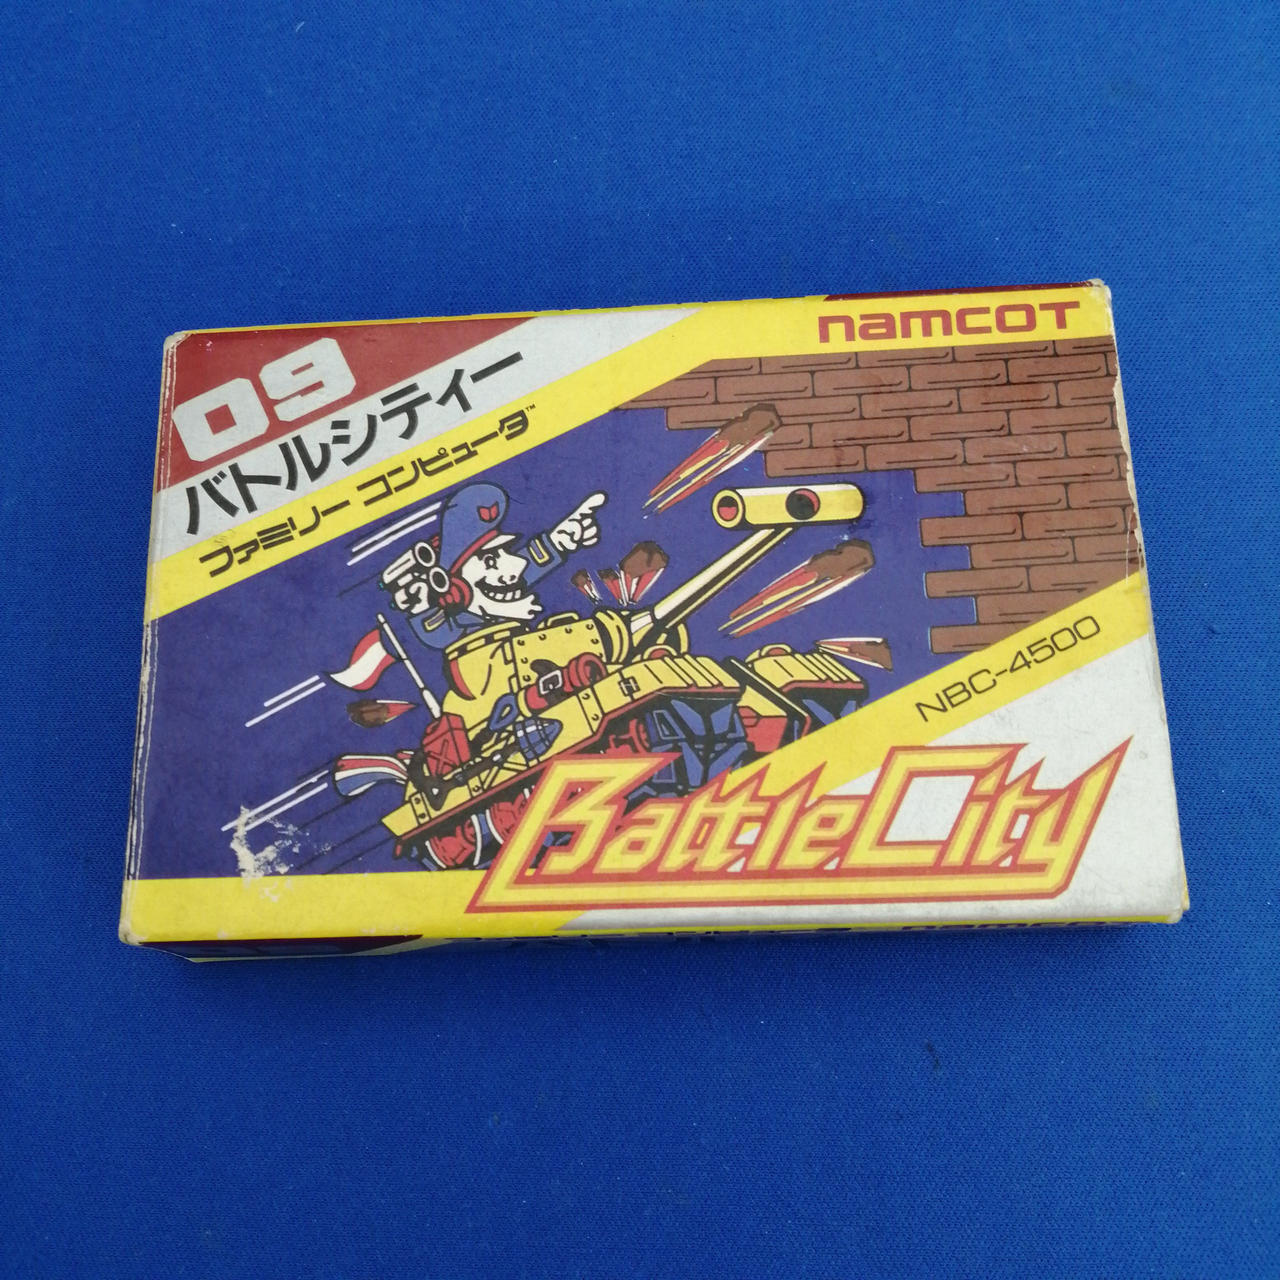 09
namcoT
バトルシティー
ファミリー コンピュータ™
NBC-4500
BattleCity